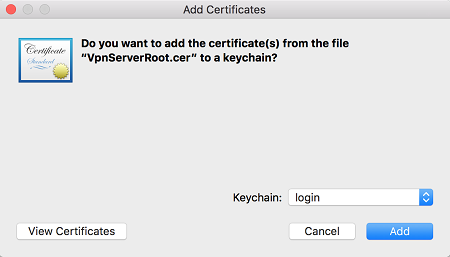 Add Certificates
Certificate
Standard
Do you want to add the certificate(s) from the file
“VpnServerRoot.cer” to a keychain?
Keychain: login
View Certificates Cancel Add